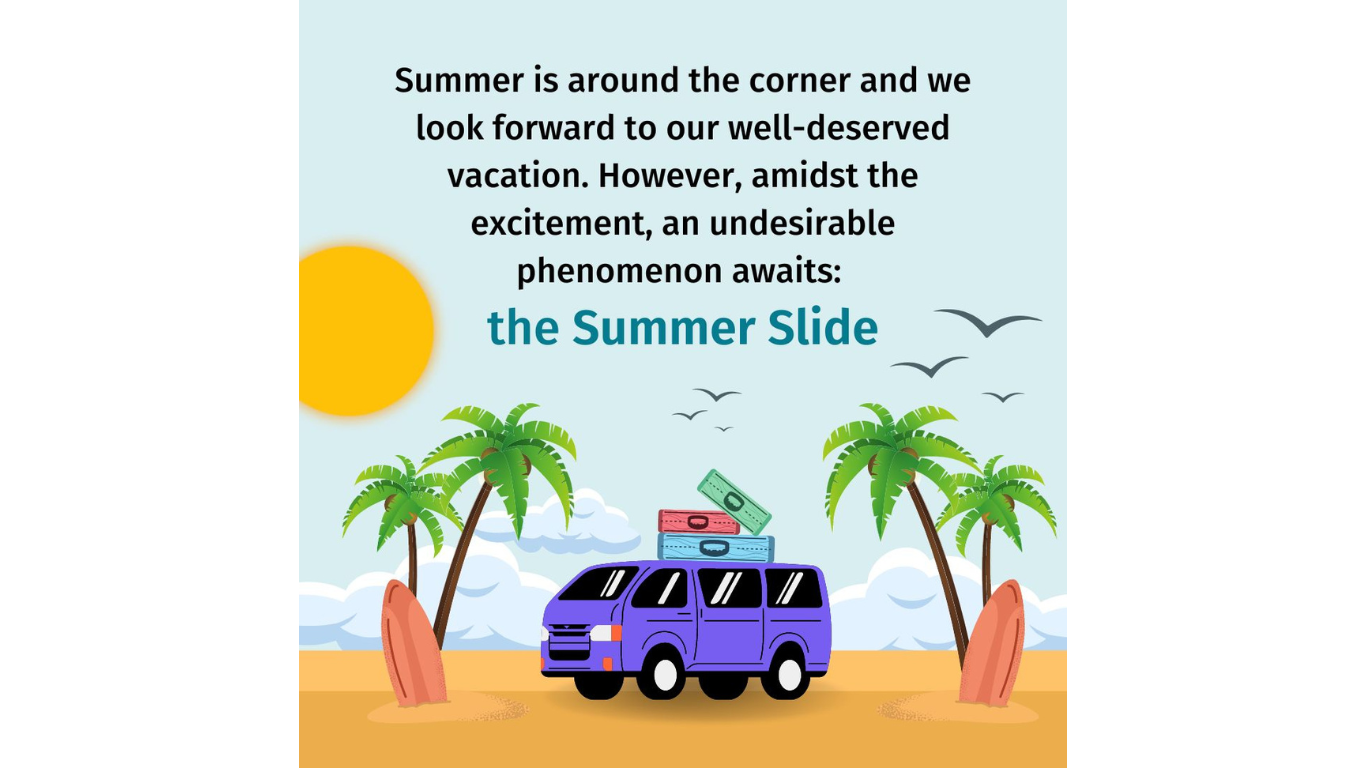 Summer is around the corner and we
look forward to our well-deserved
vacation. However, amidst the
excitement, an undesirable
phenomenon awaits:
the Summer Slide